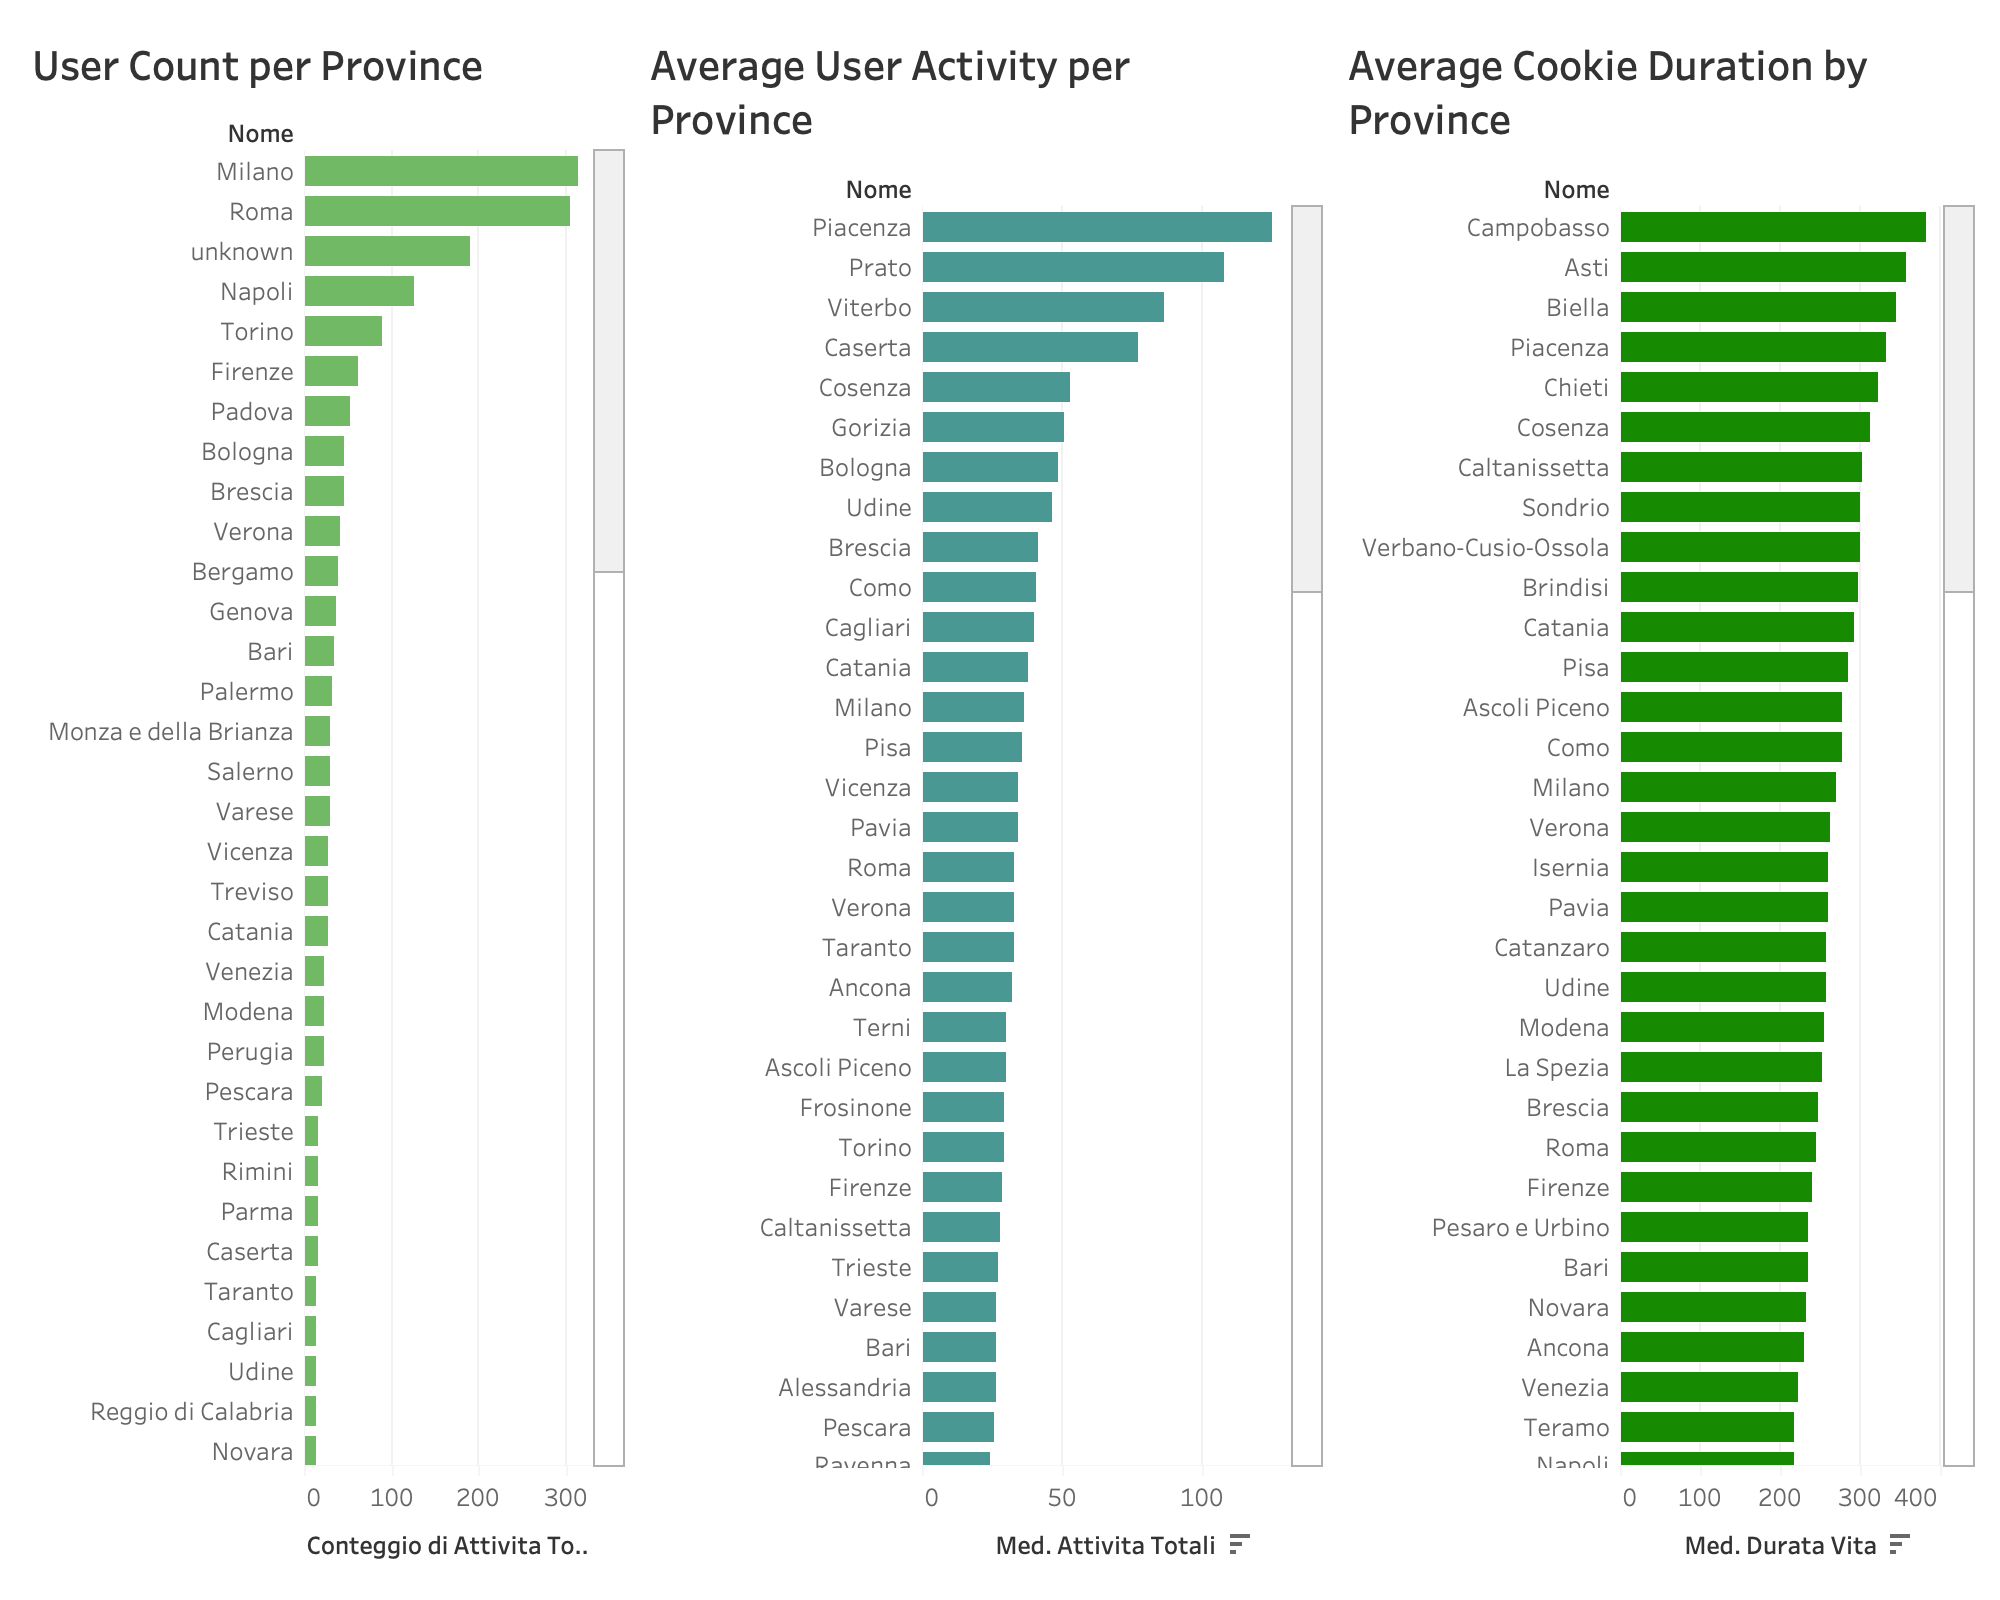 User Count per Province
Nome
Milano
Roma
unknown
Napoli
Torino
Firenze
Padova
Bologna
Brescia
Verona
Bergamo
Genova
Bari
Palermo
Monza e della Brianza
Salerno
Varese
Vicenza
Treviso
Catania
Venezia
Modena
Perugia
Pescara
Trieste
Rimini
Parma
Caserta
Taranto
Cagliari
Udine
Reggio di Calabria
Novara
0 100 200 300
Conteggio di Attivita To..
Average User Activity per
Province
Nome
Piacenza
Prato
Viterbo
Caserta
Cosenza
Gorizia
Bologna
Udine
Brescia
Como
Cagliari
Catania
Milano
Pisa
Vicenza
Pavia
Roma
Verona
Taranto
Ancona
Terni
Ascoli Piceno
Frosinone
Torino
Firenze
Caltanissetta
Trieste
Varese
Bari
Alessandria
Pescara
Ravenna
0 50 100
Med. Attivita Totali
Average Cookie Duration by
Province
Nome
Campobasso
Asti
Biella
Piacenza
Chieti
Cosenza
Caltanissetta
Sondrio
Verbano-Cusio-Ossola
Brindisi
Catania
Pisa
Ascoli Piceno
Como
Milano
Verona
Isernia
Pavia
Catanzaro
Udine
Modena
La Spezia
Brescia
Roma
Firenze
Pesaro e Urbino
Bari
Novara
Ancona
Venezia
Teramo
Napoli
0 100 200 300 400
Med. Durata Vita